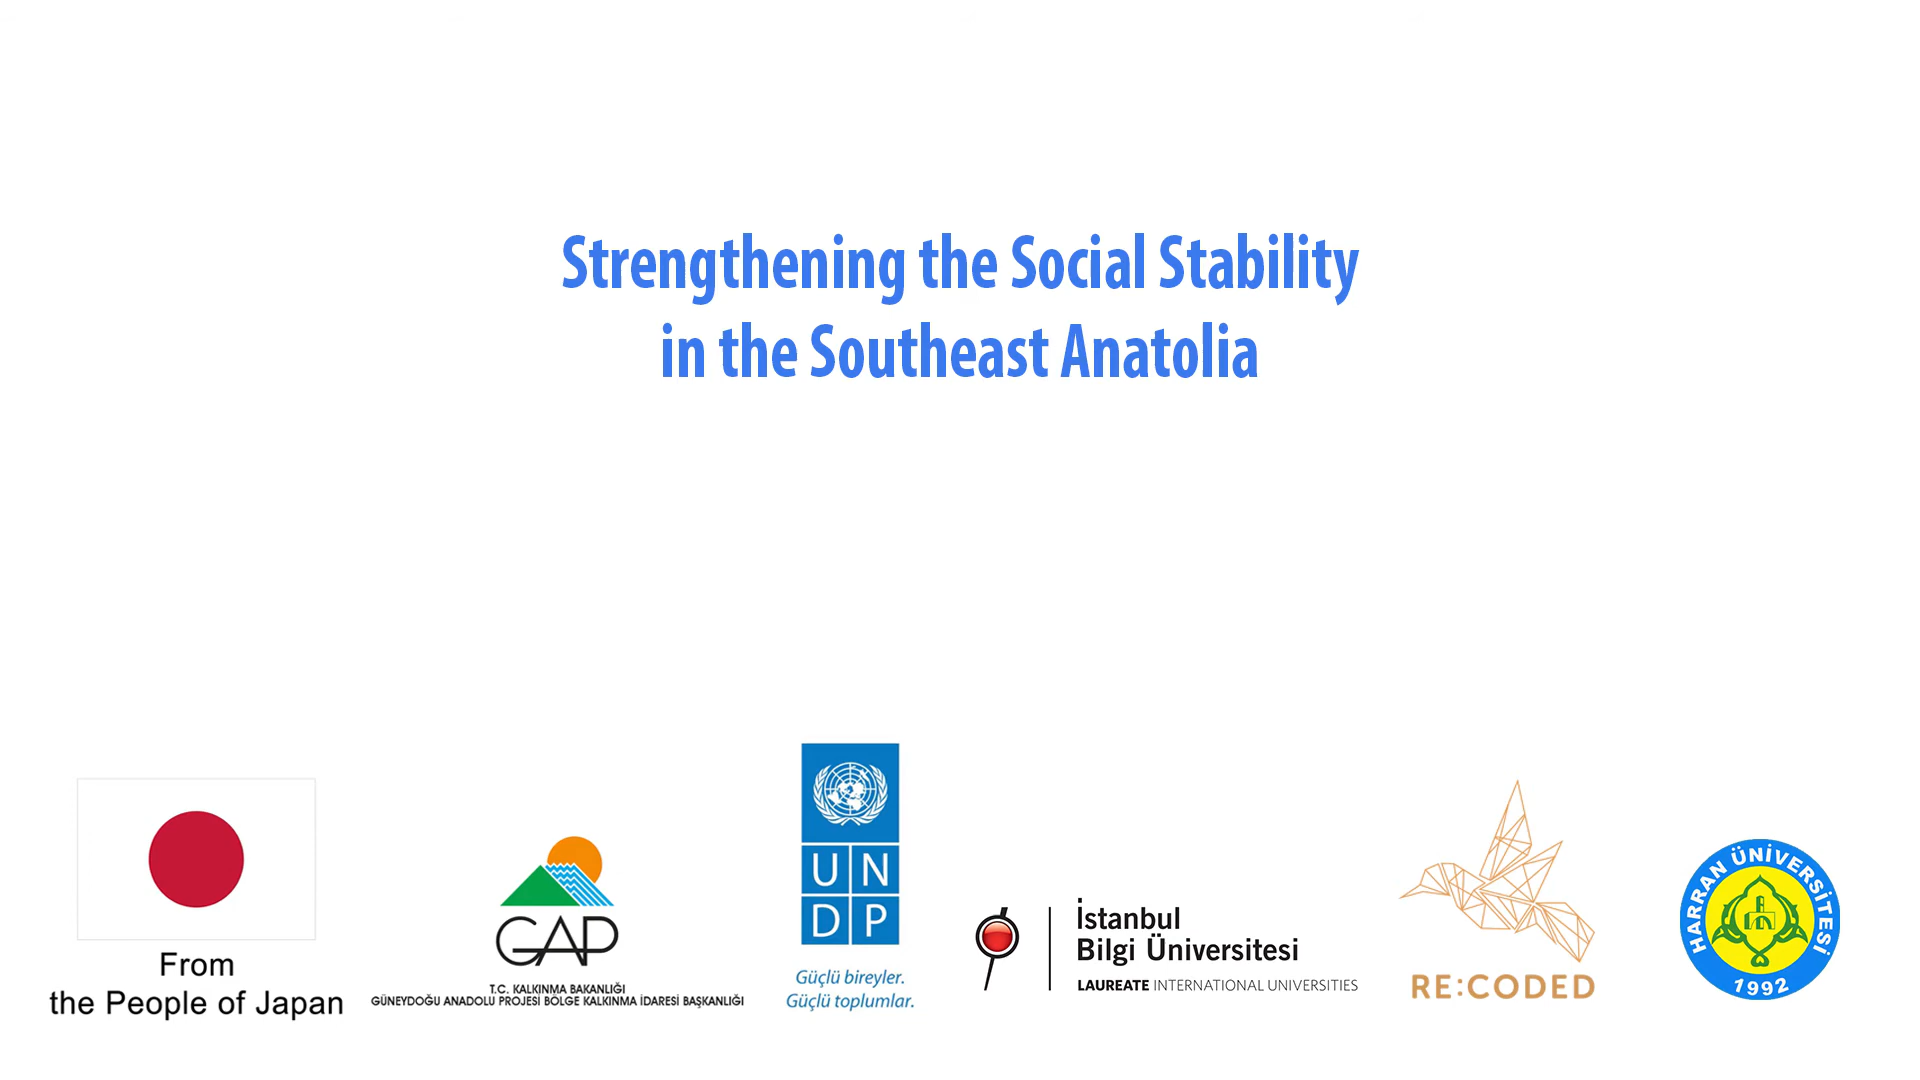 Strengthening the Social Stability
in the Southeast Anatolia
From
the People of Japan
GAP
T.C. KALKINMA BAKANLIĞI
GÜNEYDOĞU ANADOLU PROJESİ BÖLGE KALKINMA İDARESİ BAŞKANLIĞI
U N
D P
Güçlü bireyler.
Güçlü toplumlar.
İstanbul
Bilgi Üniversitesi
LAUREATE INTERNATIONAL UNIVERSITIES
RE:CODED
HARRAN ÜNİVERSİTESİ
1992